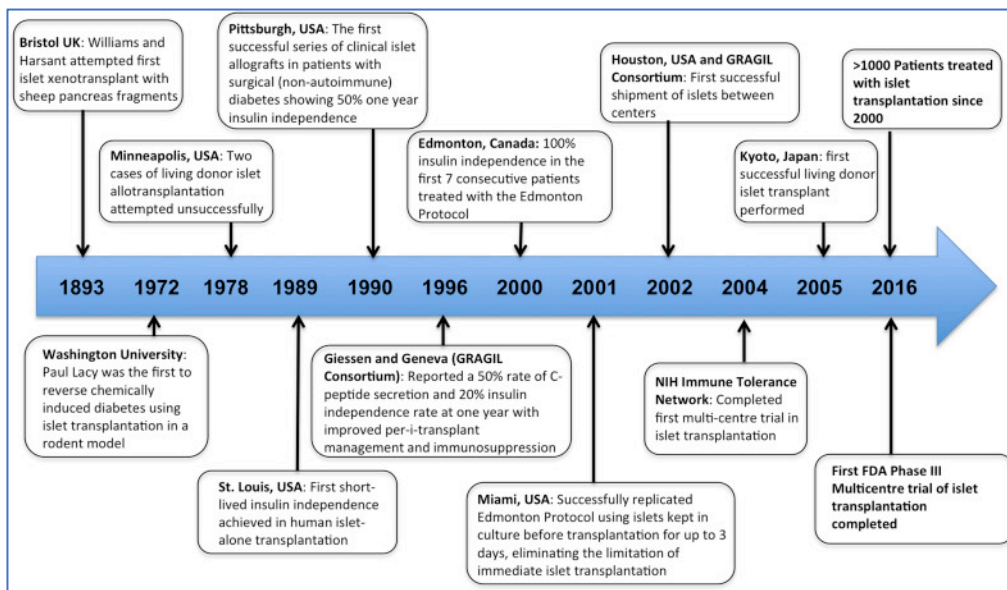 Bristol UK: Williams and
Harsant attempted first
islet xenotransplant with
sheep pancreas fragments
Minneapolis, USA: Two
cases of living donor islet
allotransplantation
attempted unsuccessfully
Pittsburgh, USA: The first
successful series of clinical islet
allografts in patients with
surgical (non-autoimmune)
diabetes showing 50% one year
insulin independence
Edmonton, Canada: 100%
insulin independence in the
first 7 consecutive patients
treated with the Edmonton
Protocol
Houston, USA and GRAGIL
Consortium: First successful
shipment of islets between
centers
Kyoto, Japan: first
successful living donor
islet transplant
performed
>1000 Patients treated
with islet
transplantation since
2000
1893 1972 1978 1989 1990 1996 2000 2001 2002 2004 2005 2016
Washington University:
Paul Lacy was the first to
reverse chemically
induced diabetes using
islet transplantation in a
rodent model
St. Louis, USA: First short-
lived insulin independence
achieved in human islet-
alone transplantation
Giessen and Geneva (GRAGIL
Consortium): Reported a 50% rate of C-
peptide secretion and 20% insulin
independence rate at one year with
improved per-i-transplant
management and immunosuppression
Miami, USA: Successfully replicated
Edmonton Protocol using islets kept in
culture before transplantation for up to 3
days, eliminating the limitation of
immediate islet transplantation
NIH Immune Tolerance
Network: Completed
first multi-centre trial in
islet transplantation
First FDA Phase III
Multicentre trial of islet
transplantation
completed